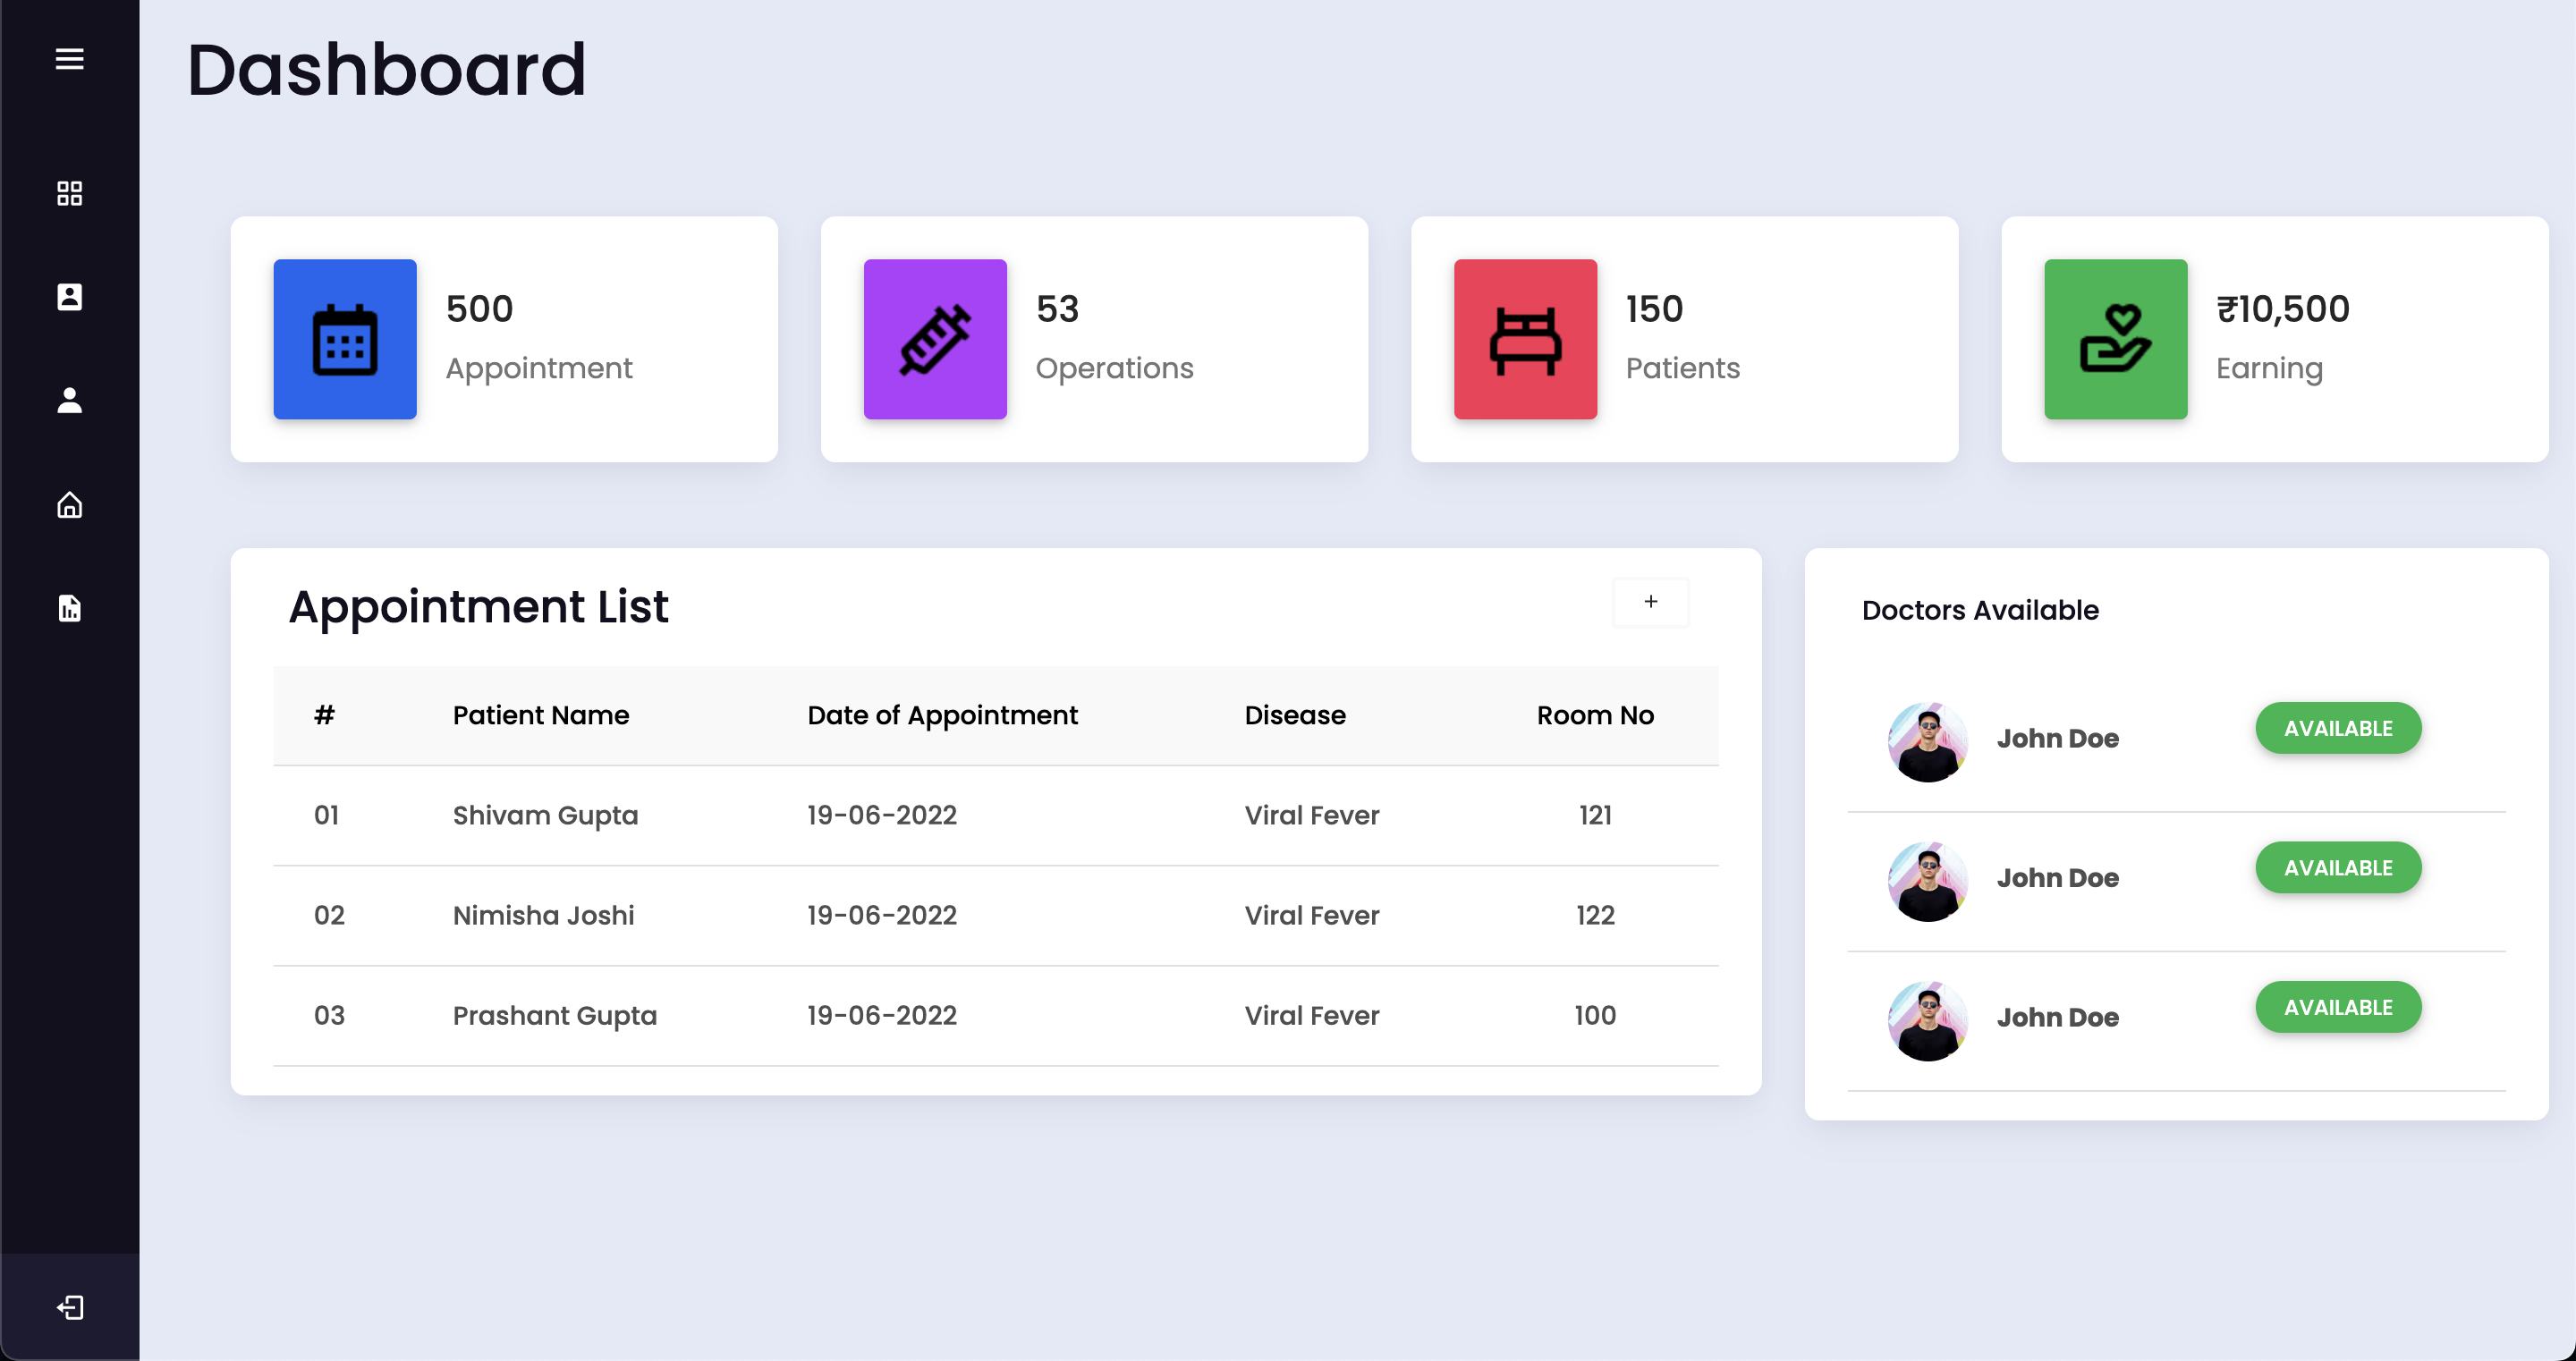 Dashboard
500
Appointment
53
Operations
150
Patients
₹10,500
Earning
Appointment List
+
# Patient Name Date of Appointment Disease Room No
01 Shivam Gupta 19-06-2022 Viral Fever 121
02 Nimisha Joshi 19-06-2022 Viral Fever 122
03 Prashant Gupta 19-06-2022 Viral Fever 100
Doctors Available
John Doe AVAILABLE
John Doe AVAILABLE
John Doe AVAILABLE